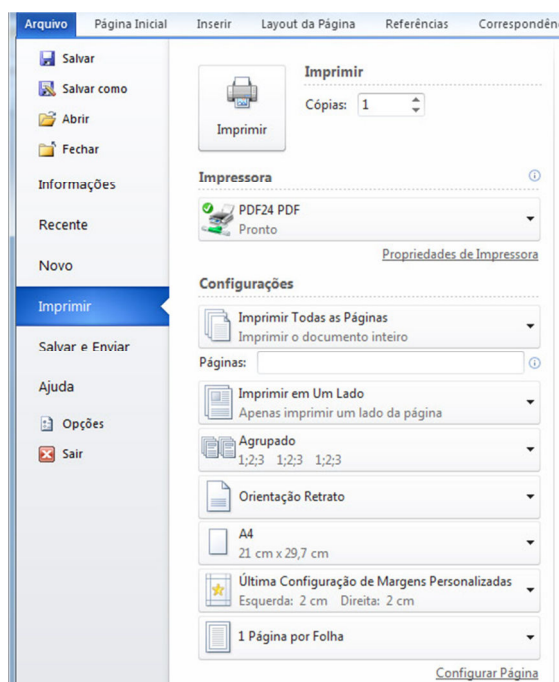 Arquivo Página Inicial Inserir Layout da Página Referências Correspondên
Salvar
Salvar como
Abrir
Fechar
Informações
Recente
Novo
Imprimir
Salvar e Enviar
Ajuda
Opções
Sair
Imprimir
Imprimir
Cópias: 1
Impressora
PDF24 PDF
Pronto
Propriedades de Impressora
Configurações
Imprimir Todas as Páginas
Imprimir o documento inteiro
Páginas:
Imprimir em Um Lado
Apenas imprimir um lado da página
Agrupado
1;2;3 1;2;3 1;2;3
Orientação Retrato
A4
21 cm x 29,7 cm
Última Configuração de Margens Personalizadas
Esquerda: 2 cm Direita: 2 cm
1 Página por Folha
Configurar Página